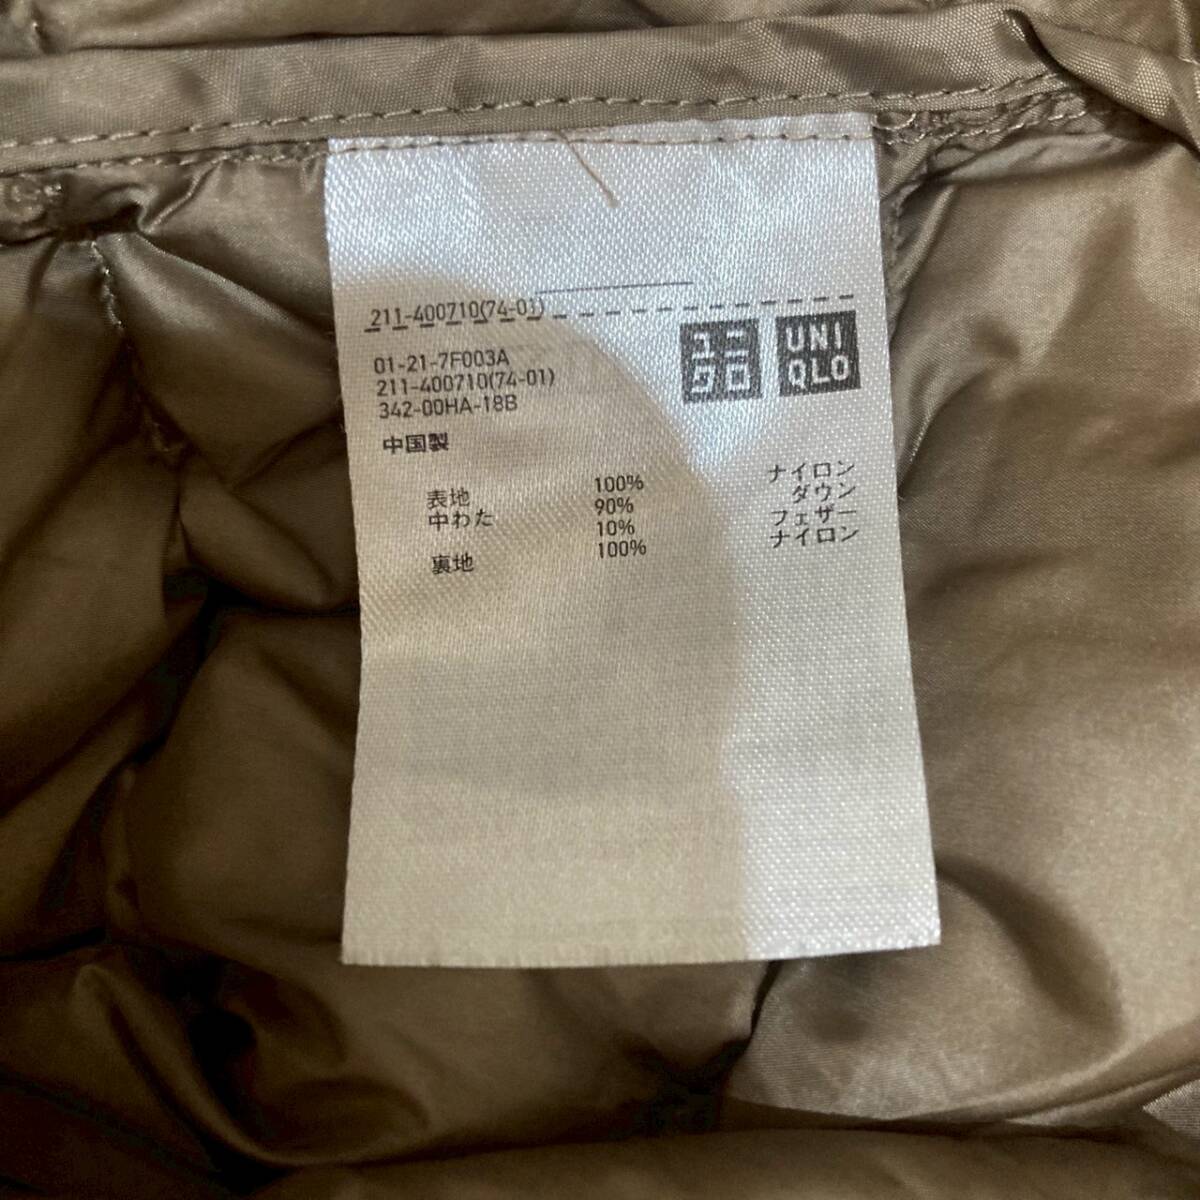 211-400710(74-01)
ユニ
クロ
UNI
QLO
01-21-7F003A
211-400710(74-01)
342-00HA-18B
中国製
表地 100% ナイロン
中わた 90% ダウン
10% フェザー
裏地 100% ナイロン